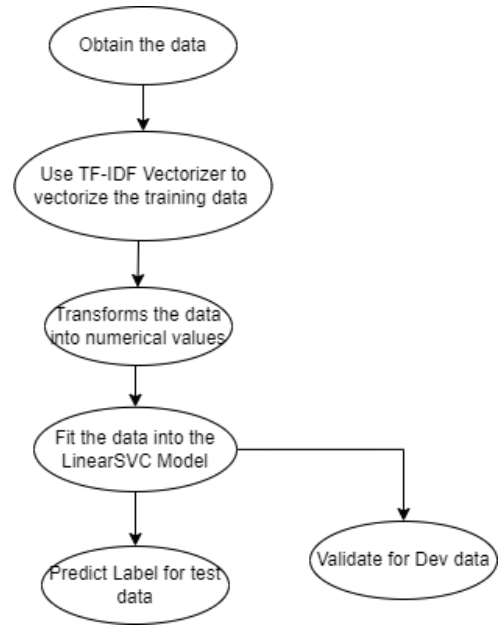 Obtain the data
Use TF-IDF Vectorizer to
vectorize the training data
Transforms the data
into numerical values
Fit the data into the
LinearSVC Model
Validate for Dev data
Predict Label for test
data